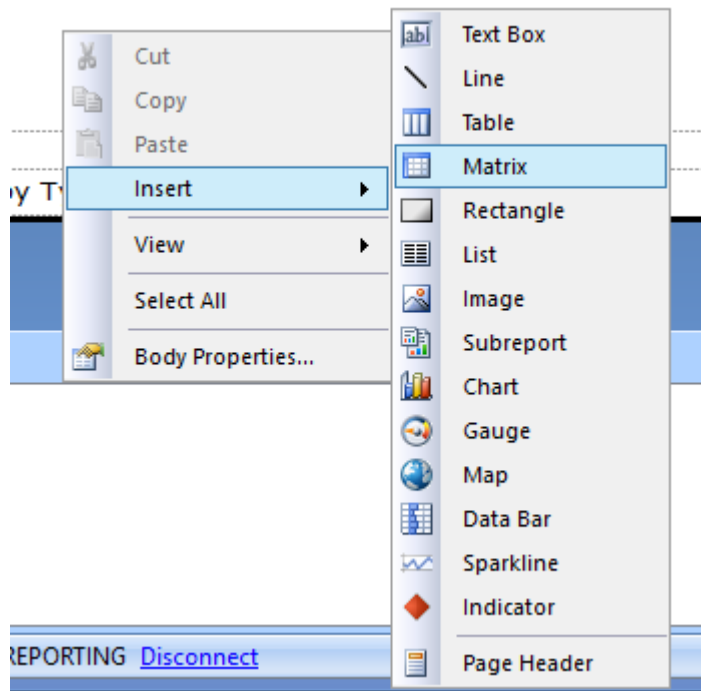 Cut
Copy
Paste
Insert
View
Select All
Body Properties...
Text Box
Line
Table
Matrix
Rectangle
List
Image
Subreport
Chart
Gauge
Map
Data Bar
Sparkline
Indicator
Page Header
by T
REPORTING Disconnect